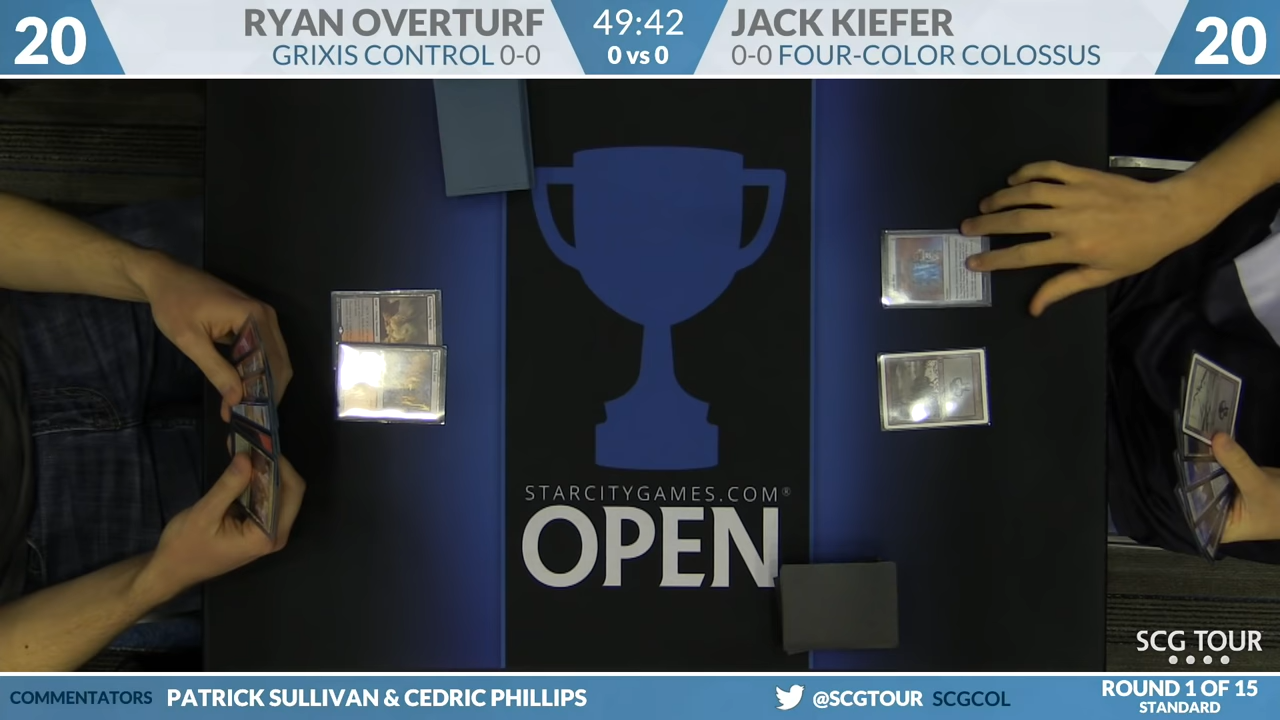 20
RYAN OVERTURF
GRIXIS CONTROL 0-0
49:42
0 vs 0
JACK KIEFER
0-0 FOUR-COLOR COLOSSUS
20
STARCITYGAMES.COM®
OPEN
SCG TOUR
COMMENTATORS PATRICK SULLIVAN & CEDRIC PHILLIPS
@SCGTOUR SCGCOL
ROUND 1 OF 15
STANDARD